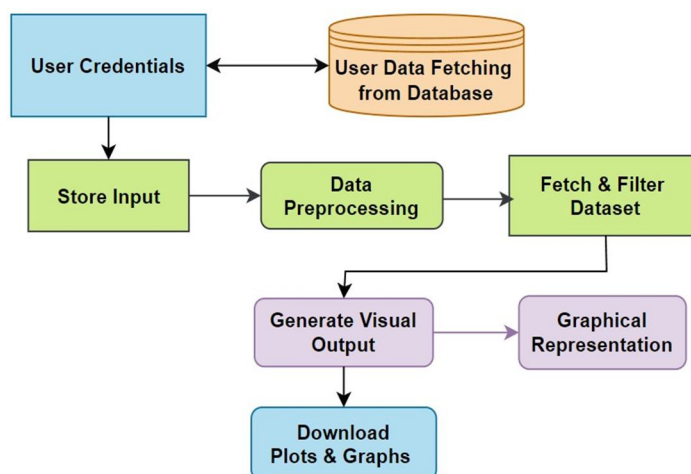 User Credentials
User Data Fetching
from Database
Store Input
Data
Preprocessing
Fetch & Filter
Dataset
Generate Visual
Output
Graphical
Representation
Download
Plots & Graphs